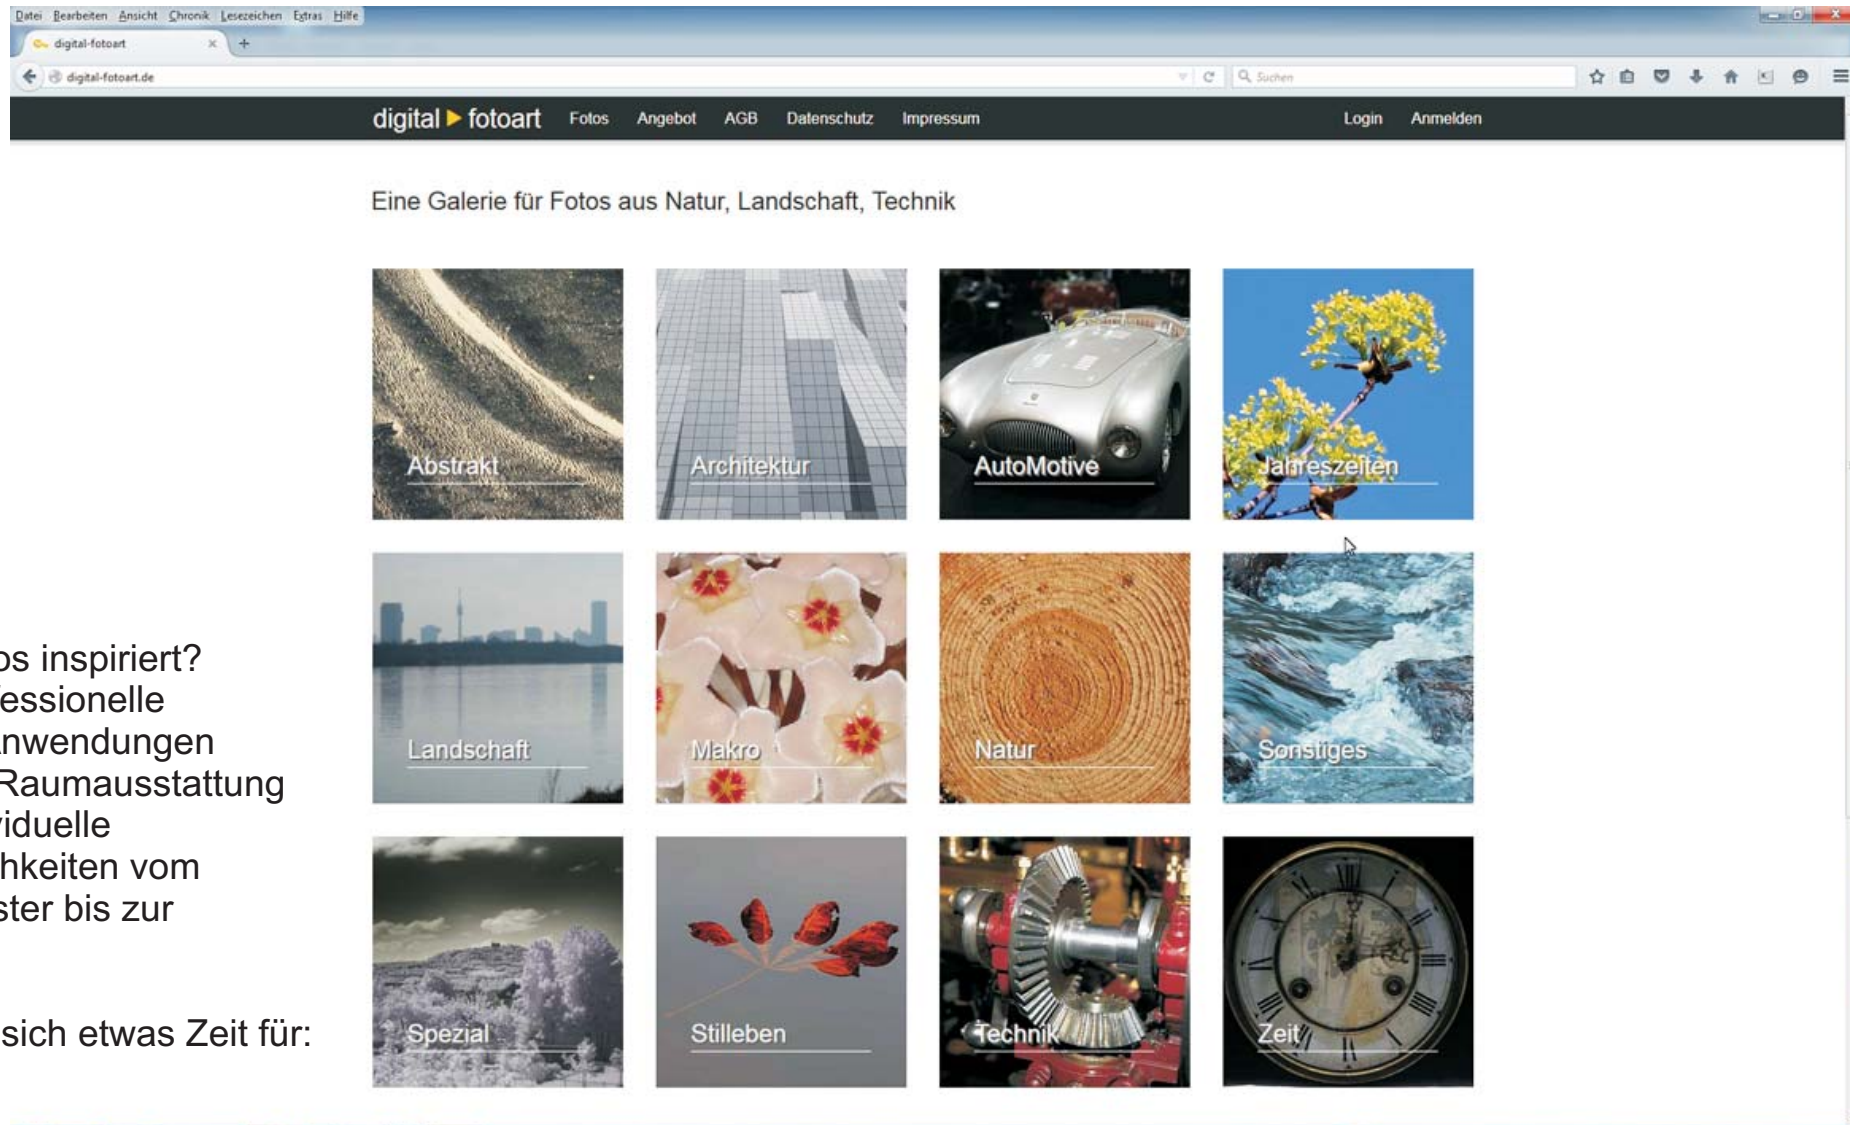 Datei Bearbeiten Ansicht Chronik Lesezeichen Extras Hilfe
digital-fotoart
digital-fotoart.de
Suchen
digital fotoart Fotos Angebot AGB Datenschutz Impressum Login Anmelden
Eine Galerie für Fotos aus Natur, Landschaft, Technik
Abstrakt Architektur AutoMotive Jahreszeiten
Landschaft Makro Natur Sonstiges
Spezial Stilleben Technik Zeit
os inspiriert?
essionelle
nwendungen
Raumausstattung
viduelle
hkeiten vom
ster bis zur
sich etwas Zeit für: